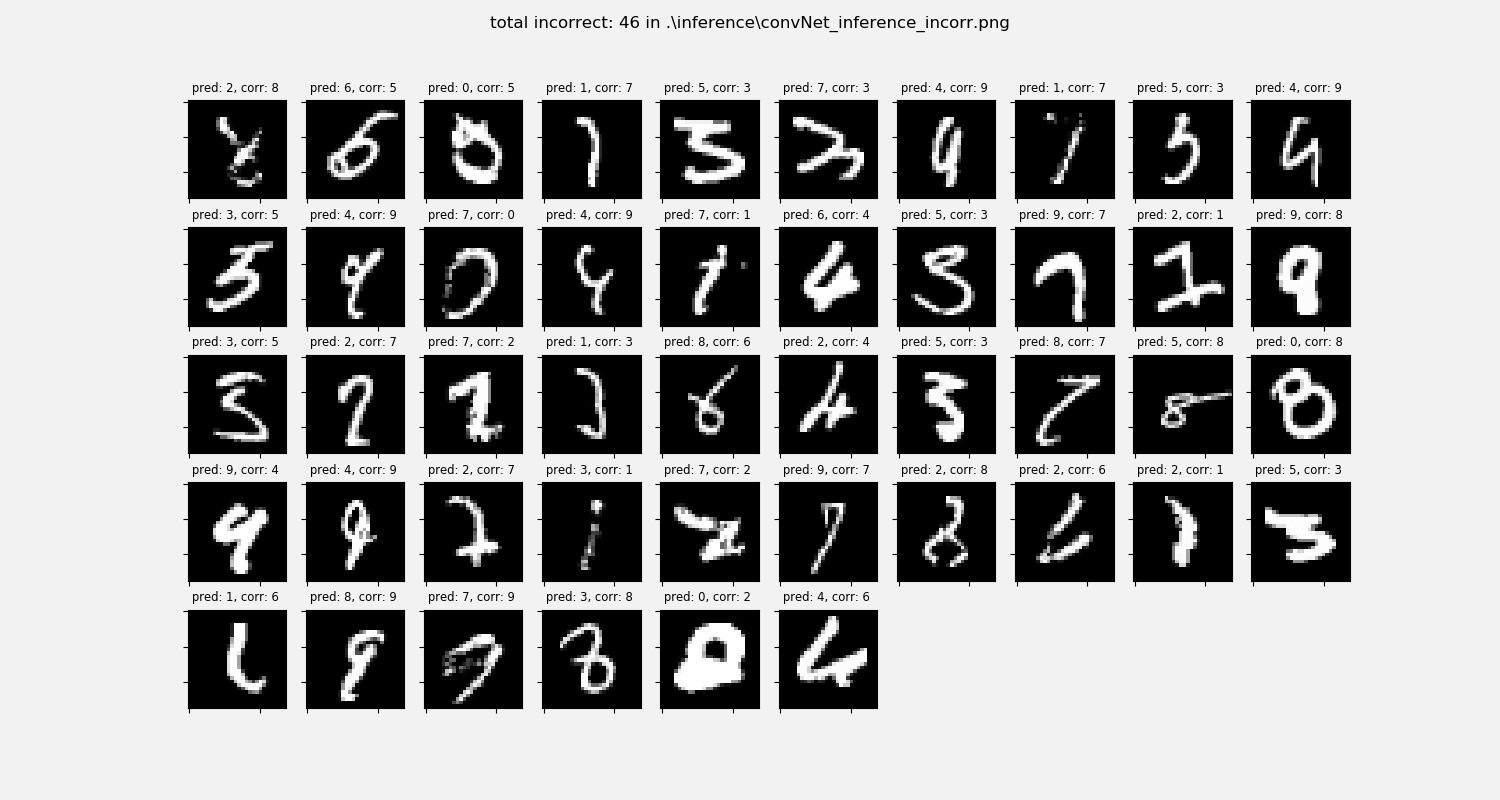 total incorrect: 46 in .\inference\convNet_inference_incorr.png
pred: 2, corr: 8 pred: 6, corr: 5 pred: 0, corr: 5 pred: 1, corr: 7 pred: 5, corr: 3 pred: 7, corr: 3 pred: 4, corr: 9 pred: 1, corr: 7 pred: 5, corr: 3 pred: 4, corr: 9
pred: 3, corr: 5 pred: 4, corr: 9 pred: 7, corr: 0 pred: 4, corr: 9 pred: 7, corr: 1 pred: 6, corr: 4 pred: 5, corr: 3 pred: 9, corr: 7 pred: 2, corr: 1 pred: 9, corr: 8
pred: 3, corr: 5 pred: 2, corr: 7 pred: 7, corr: 2 pred: 1, corr: 3 pred: 8, corr: 6 pred: 2, corr: 4 pred: 5, corr: 3 pred: 8, corr: 7 pred: 5, corr: 8 pred: 0, corr: 8
pred: 9, corr: 4 pred: 4, corr: 9 pred: 2, corr: 7 pred: 3, corr: 1 pred: 7, corr: 2 pred: 9, corr: 7 pred: 2, corr: 8 pred: 2, corr: 6 pred: 2, corr: 1 pred: 5, corr: 3
pred: 1, corr: 6 pred: 8, corr: 9 pred: 7, corr: 9 pred: 3, corr: 8 pred: 0, corr: 2 pred: 4, corr: 6